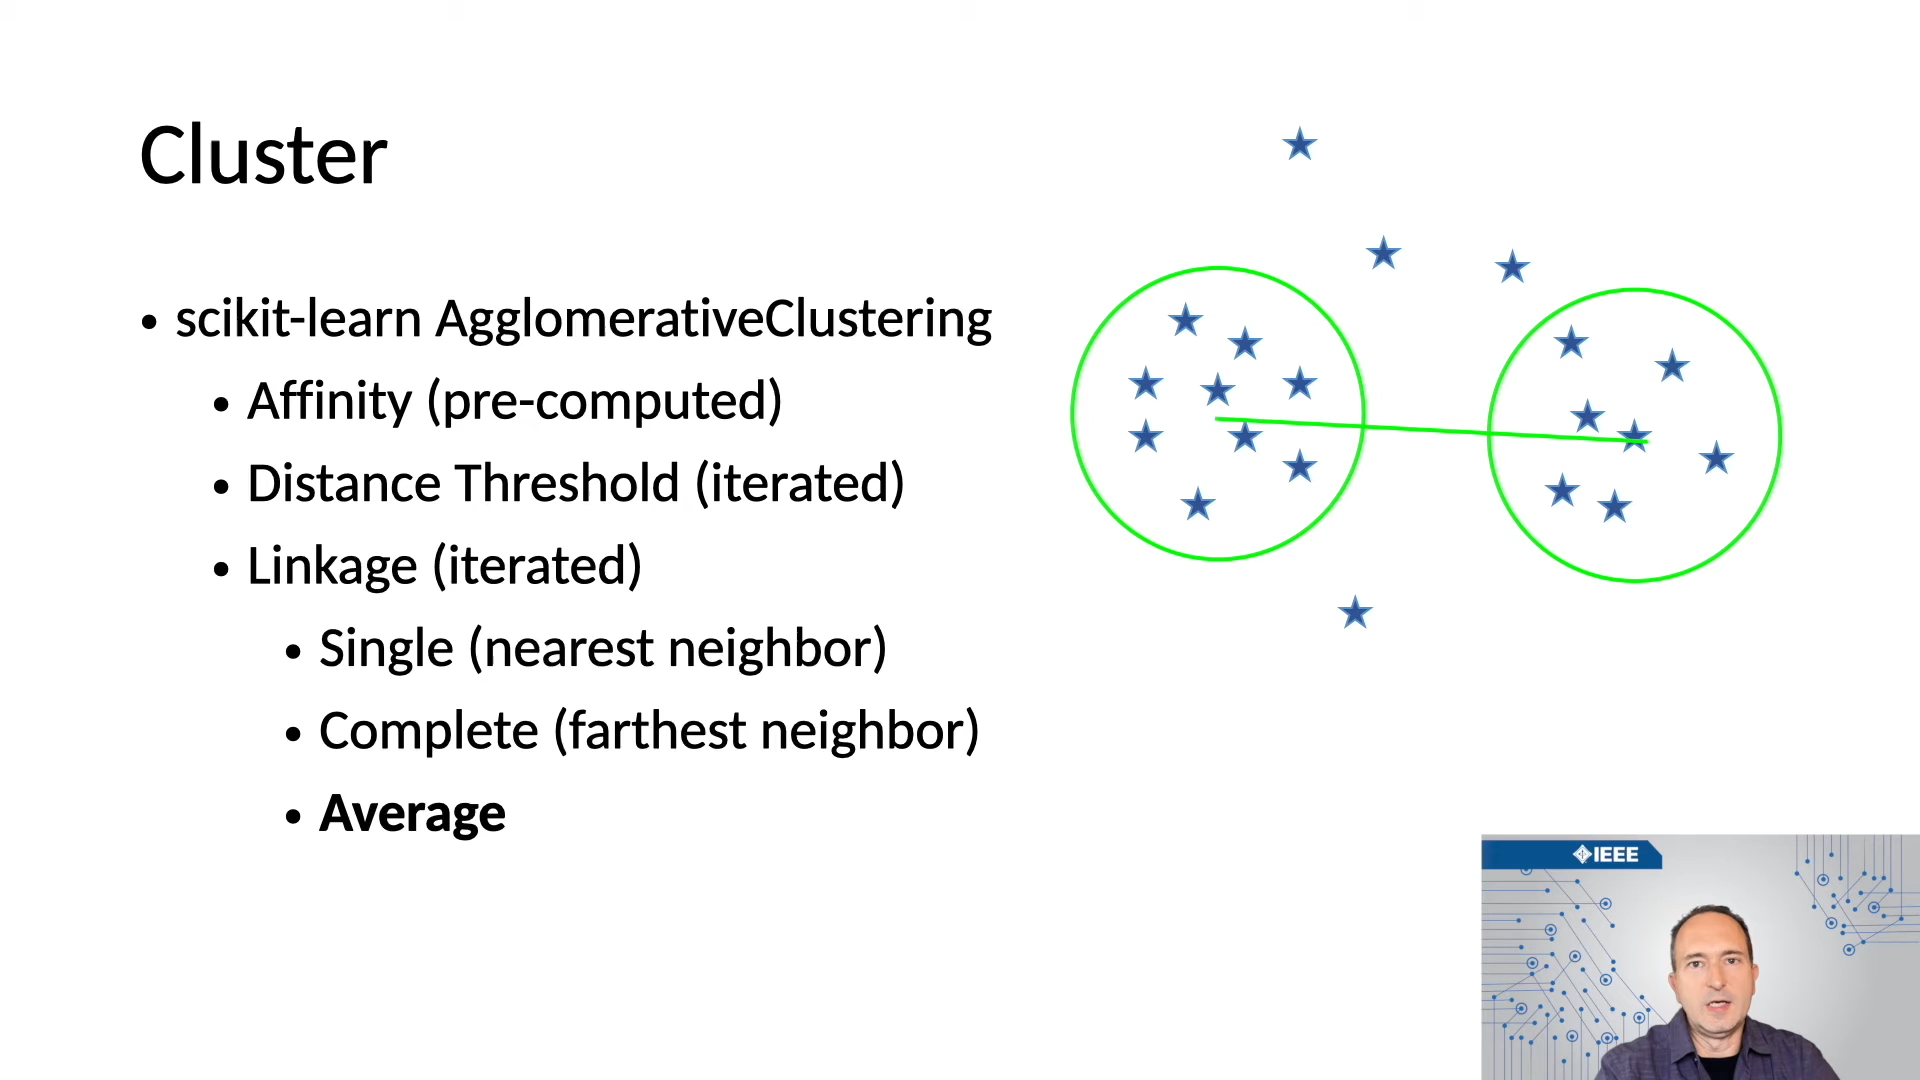 Cluster
• scikit-learn AgglomerativeClustering
• Affinity (pre-computed)
• Distance Threshold (iterated)
• Linkage (iterated)
• Single (nearest neighbor)
• Complete (farthest neighbor)
• Average
IEEE